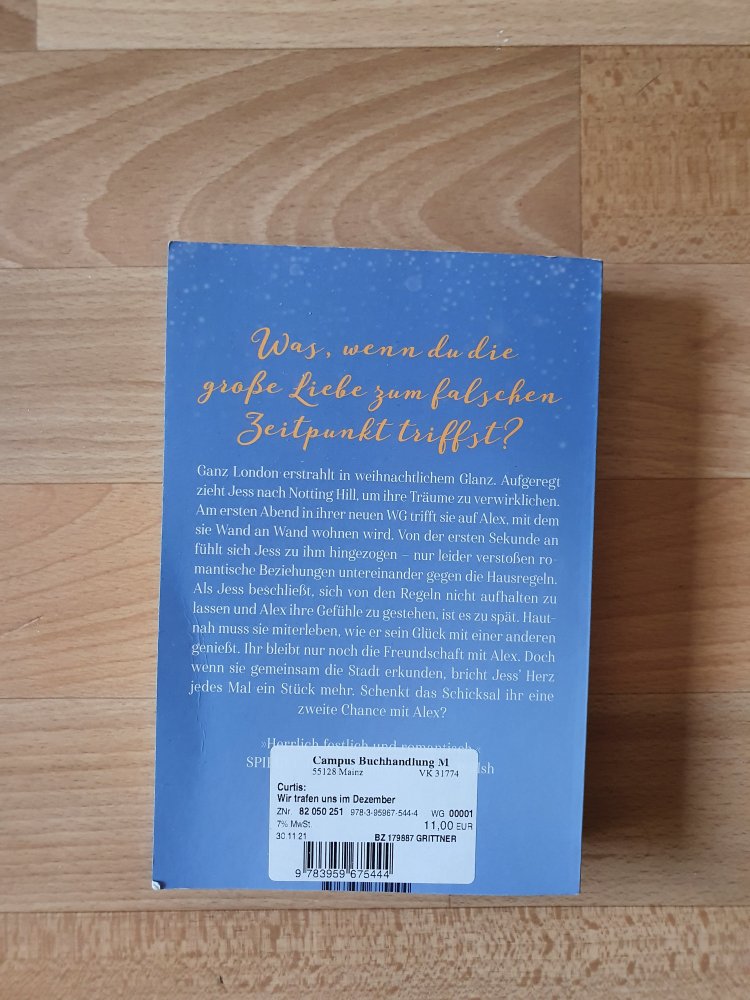 Was, wenn du die
große Liebe zum falschen
Zeitpunkt triffst?
Ganz London erstrahlt in weihnachtlichem Glanz. Aufgeregt
zieht Jess nach Notting Hill, um ihre Träume zu verwirklichen.
Am ersten Abend in ihrer neuen WG trifft sie auf Alex, mit dem
sie Wand an Wand wohnen wird. Von der ersten Sekunde an
fühlt sich Jess zu ihm hingezogen – nur leider verstoßen ro-
mantische Beziehungen untereinander gegen die Hausregeln.
Als Jess beschließt, sich von den Regeln nicht aufhalten zu
lassen und Alex ihre Gefühle zu gestehen, ist es zu spät. Haut-
nah muss sie miterleben, wie er sein Glück mit einer anderen
genießt. Ihr bleibt nur noch die Freundschaft mit Alex. Doch
wenn sie gemeinsam die Stadt erkunden, bricht Jess’ Herz
jedes Mal ein Stück mehr. Schenkt das Schicksal ihr eine
zweite Chance mit Alex?
»Herrlich festlich und romantisch.«
Campus Buchhandlung M
55128 Mainz VK 31774
Curtis:
Wir trafen uns im Dezember
ZNr. 82 050 251 978-3-95967-544-4 WG 00001
7% MwSt. 11,00 EUR
30.11.21 BZ 179887 GRITTNER
9 783959 675444